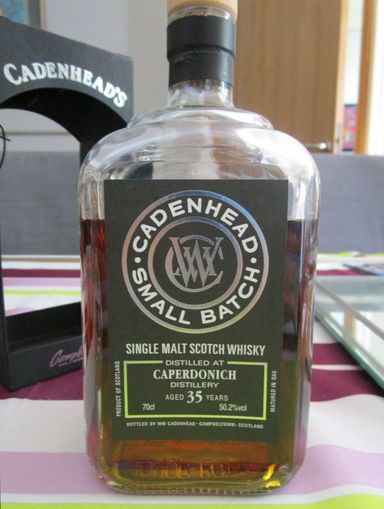 CADENHEAD'S
CADENHEAD
SMALL BATCH
WC
SINGLE MALT SCOTCH WHISKY
DISTILLED AT
CAPERDONICH
DISTILLERY
AGED 35 YEARS
70cl 50.2%vol
PRODUCT OF SCOTLAND
MATURED IN OAK
BOTTLED BY WM CADENHEAD · CAMPBELTOWN · SCOTLAND